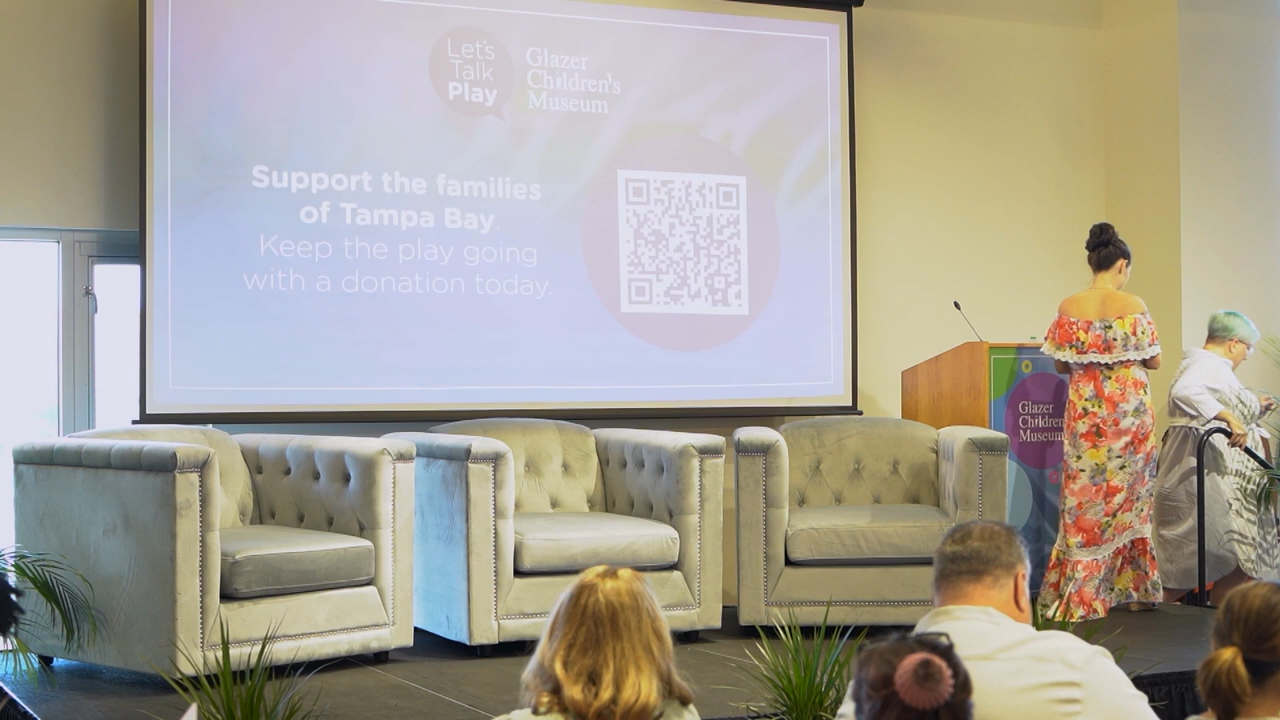 Let's
Talk
Play
Glazer
Children's
Museum
Support the families
of Tampa Bay.
Keep the play going
with a donation today.
Glazer
Children
Museum